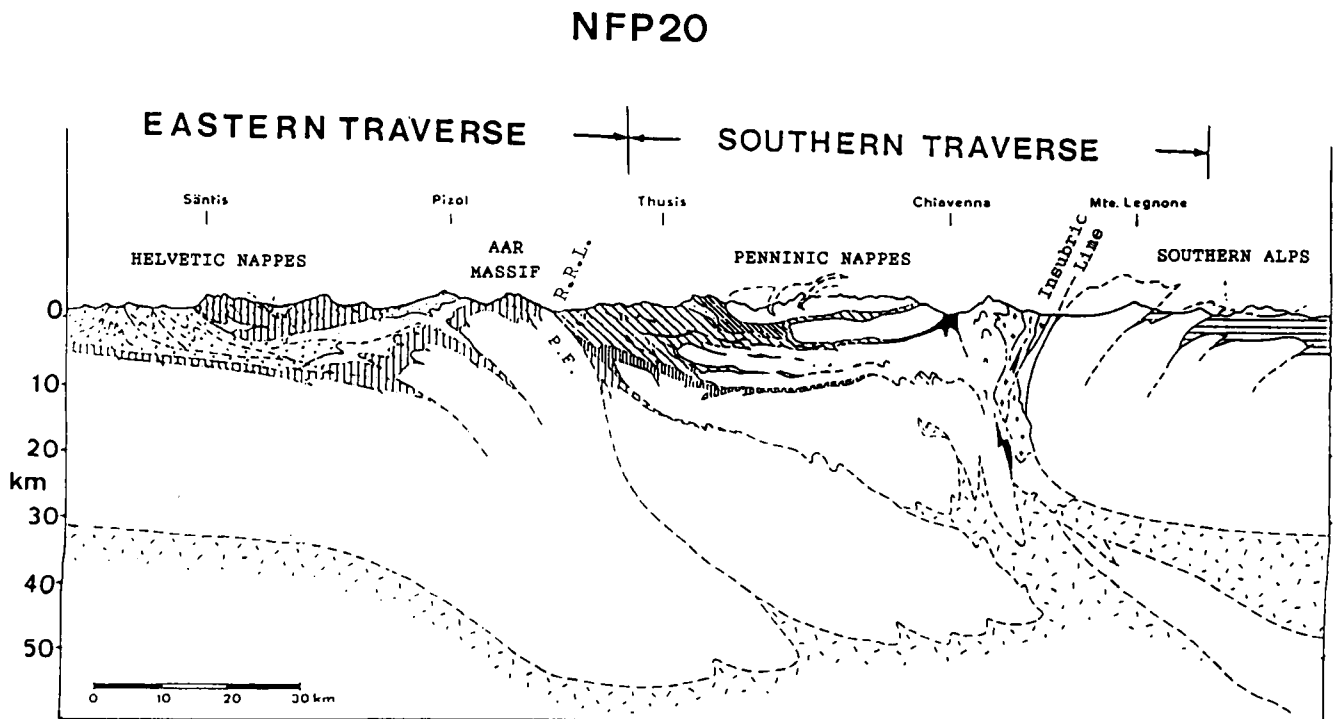 NFP20
EASTERN TRAVERSE
SOUTHERN TRAVERSE
Säntis
Pizol
Thusis
Chiavenna
Mte. Legnone
HELVETIC NAPPES
AAR
MASSIF
R.R.L.
PENNINIC NAPPES
Insubric
Line
SOUTHERN ALPS
P.F.
0
10
20
km
30
40
50
0 10 20 30 km